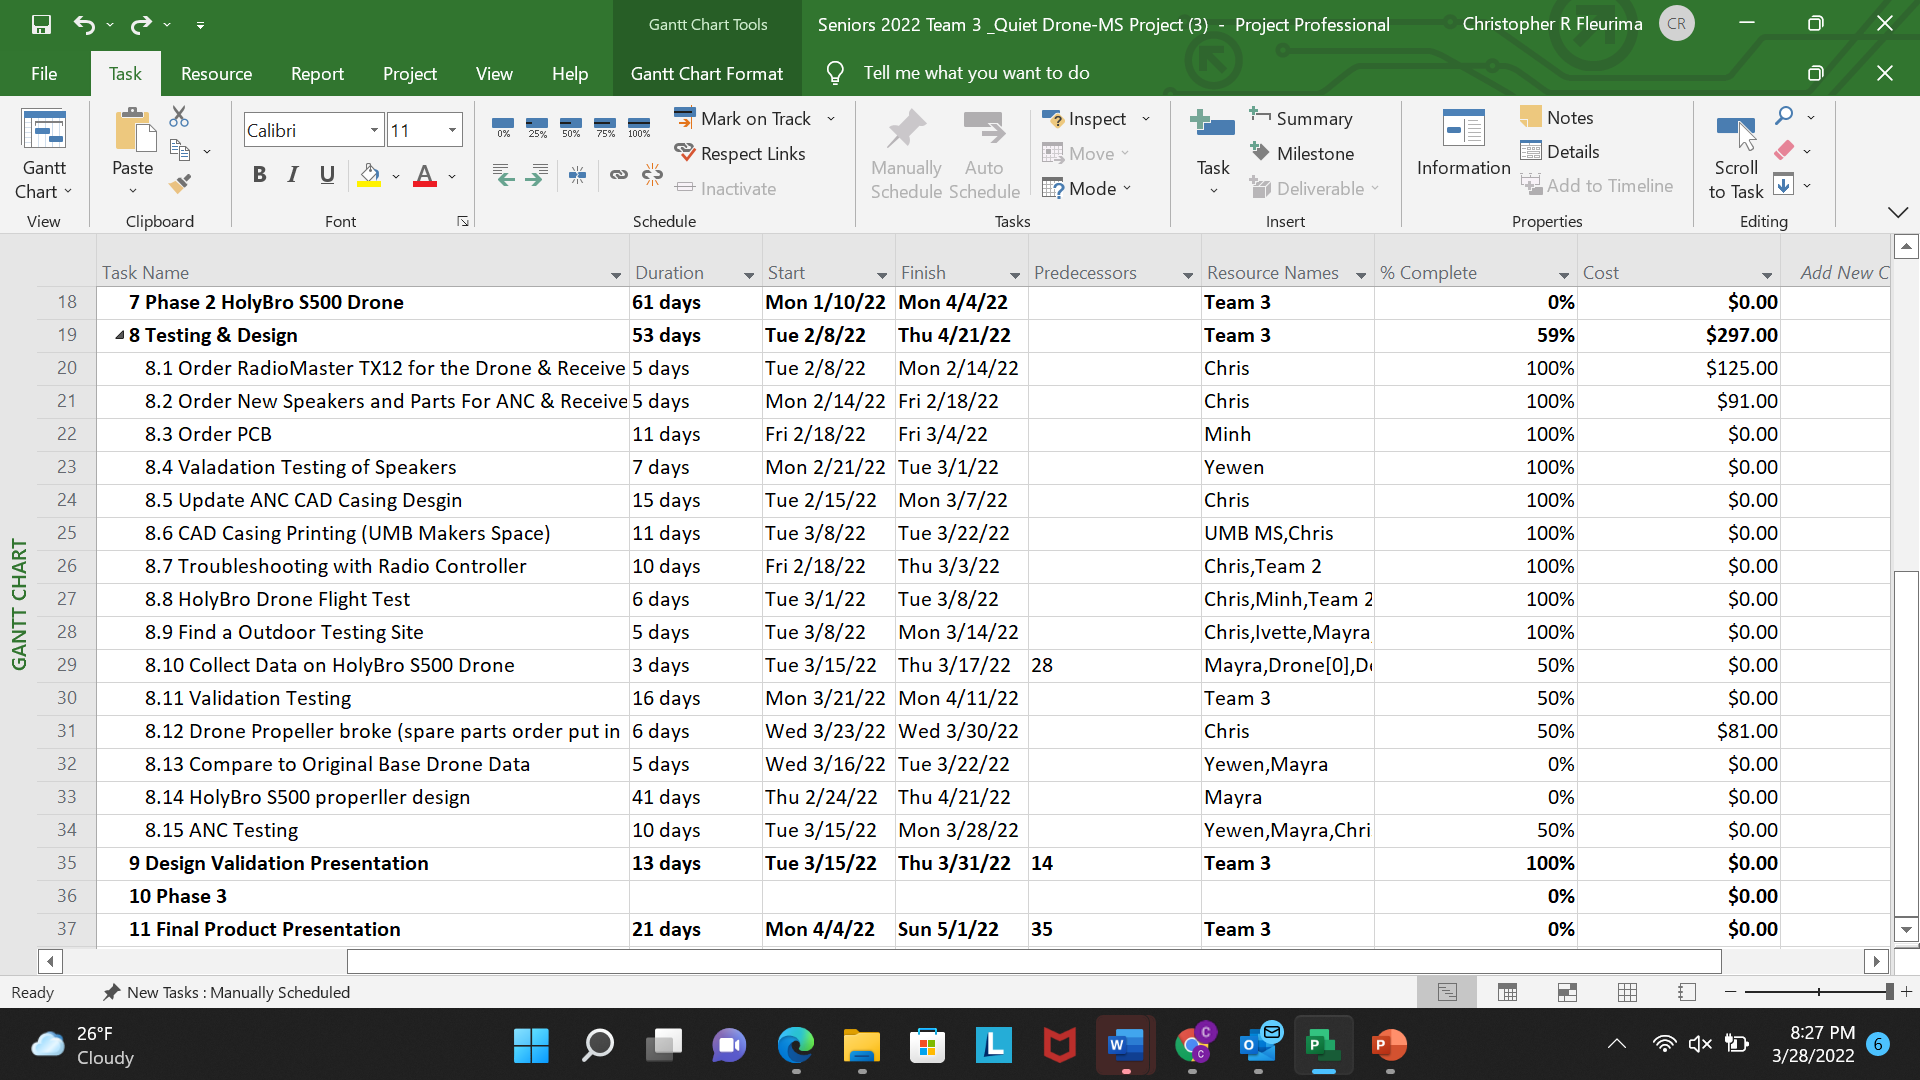 Gantt Chart Tools
Seniors 2022 Team 3 _Quiet Drone-MS Project (3) - Project Professional
Christopher R Fleurima
CR
File
Task
Resource
Report
Project
View
Help
Gantt Chart Format
Tell me what you want to do
Gantt Chart
View
Paste
Clipboard
Calibri
11
B I U A
Font
0% 25% 50% 75% 100%
Mark on Track
Respect Links
Inactivate
Schedule
Manually Schedule
Auto Schedule
Inspect
Move
Mode
Tasks
Task
Summary
Milestone
Deliverable
Insert
Information
Notes
Details
Add to Timeline
Properties
Scroll to Task
Editing
GANTT CHART
Task Name Duration Start Finish Predecessors Resource Names % Complete Cost Add New C
18 7 Phase 2 HolyBro S500 Drone 61 days Mon 1/10/22 Mon 4/4/22 Team 3 0% $0.00
19 8 Testing & Design 53 days Tue 2/8/22 Thu 4/21/22 Team 3 59% $297.00
20 8.1 Order RadioMaster TX12 for the Drone & Receive 5 days Tue 2/8/22 Mon 2/14/22 Chris 100% $125.00
21 8.2 Order New Speakers and Parts For ANC & Receive 5 days Mon 2/14/22 Fri 2/18/22 Chris 100% $91.00
22 8.3 Order PCB 11 days Fri 2/18/22 Fri 3/4/22 Minh 100% $0.00
23 8.4 Valadation Testing of Speakers 7 days Mon 2/21/22 Tue 3/1/22 Yewen 100% $0.00
24 8.5 Update ANC CAD Casing Desgin 15 days Tue 2/15/22 Mon 3/7/22 Chris 100% $0.00
25 8.6 CAD Casing Printing (UMB Makers Space) 11 days Tue 3/8/22 Tue 3/22/22 UMB MS,Chris 100% $0.00
26 8.7 Troubleshooting with Radio Controller 10 days Fri 2/18/22 Thu 3/3/22 Chris,Team 2 100% $0.00
27 8.8 HolyBro Drone Flight Test 6 days Tue 3/1/22 Tue 3/8/22 Chris,Minh,Team 2 100% $0.00
28 8.9 Find a Outdoor Testing Site 5 days Tue 3/8/22 Mon 3/14/22 Chris,Ivette,Mayra 100% $0.00
29 8.10 Collect Data on HolyBro S500 Drone 3 days Tue 3/15/22 Thu 3/17/22 28 Mayra,Drone[0],De 50% $0.00
30 8.11 Validation Testing 16 days Mon 3/21/22 Mon 4/11/22 Team 3 50% $0.00
31 8.12 Drone Propeller broke (spare parts order put in 6 days Wed 3/23/22 Wed 3/30/22 Chris 50% $81.00
32 8.13 Compare to Original Base Drone Data 5 days Wed 3/16/22 Tue 3/22/22 Yewen,Mayra 0% $0.00
33 8.14 HolyBro S500 properller design 41 days Thu 2/24/22 Thu 4/21/22 Mayra 0% $0.00
34 8.15 ANC Testing 10 days Tue 3/15/22 Mon 3/28/22 Yewen,Mayra,Chri 50% $0.00
35 9 Design Validation Presentation 13 days Tue 3/15/22 Thu 3/31/22 14 Team 3 100% $0.00
36 10 Phase 3 0% $0.00
37 11 Final Product Presentation 21 days Mon 4/4/22 Sun 5/1/22 35 Team 3 0% $0.00
Ready
New Tasks : Manually Scheduled
26°F
Cloudy
8:27 PM
3/28/2022
6